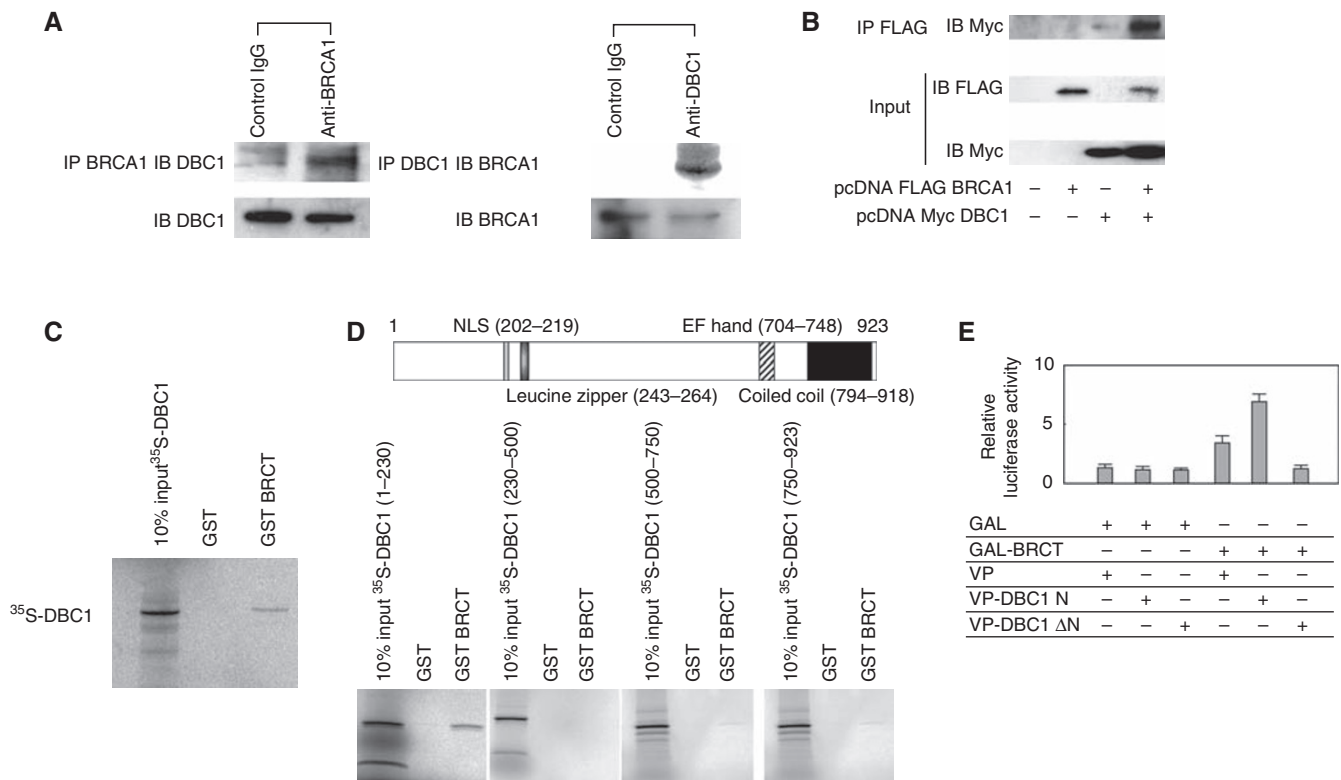 A
Control IgG
Anti-BRCA1
IP BRCA1 IB DBC1
IB DBC1
Control IgG
Anti-DBC1
IP DBC1 IB BRCA1
IB BRCA1
B
IP FLAG IB Myc
Input
IB FLAG
IB Myc
pcDNA FLAG BRCA1 – + – +
pcDNA Myc DBC1 – – + +
C
10% input ³⁵S-DBC1
GST
GST BRCT
³⁵S-DBC1
D
1 NLS (202–219) EF hand (704–748) 923
Leucine zipper (243–264) Coiled coil (794–918)
10% input ³⁵S-DBC1 (1–230)
GST
GST BRCT
10% input ³⁵S-DBC1 (230–500)
GST
GST BRCT
10% input ³⁵S-DBC1 (500–750)
GST
GST BRCT
10% input ³⁵S-DBC1 (750–923)
GST
GST BRCT
E
Relative
luciferase activity
10
5
0
GAL + + + – – –
GAL-BRCT – – – + + +
VP + – – + – –
VP-DBC1 N – + – – + –
VP-DBC1 ΔN – – + – – +